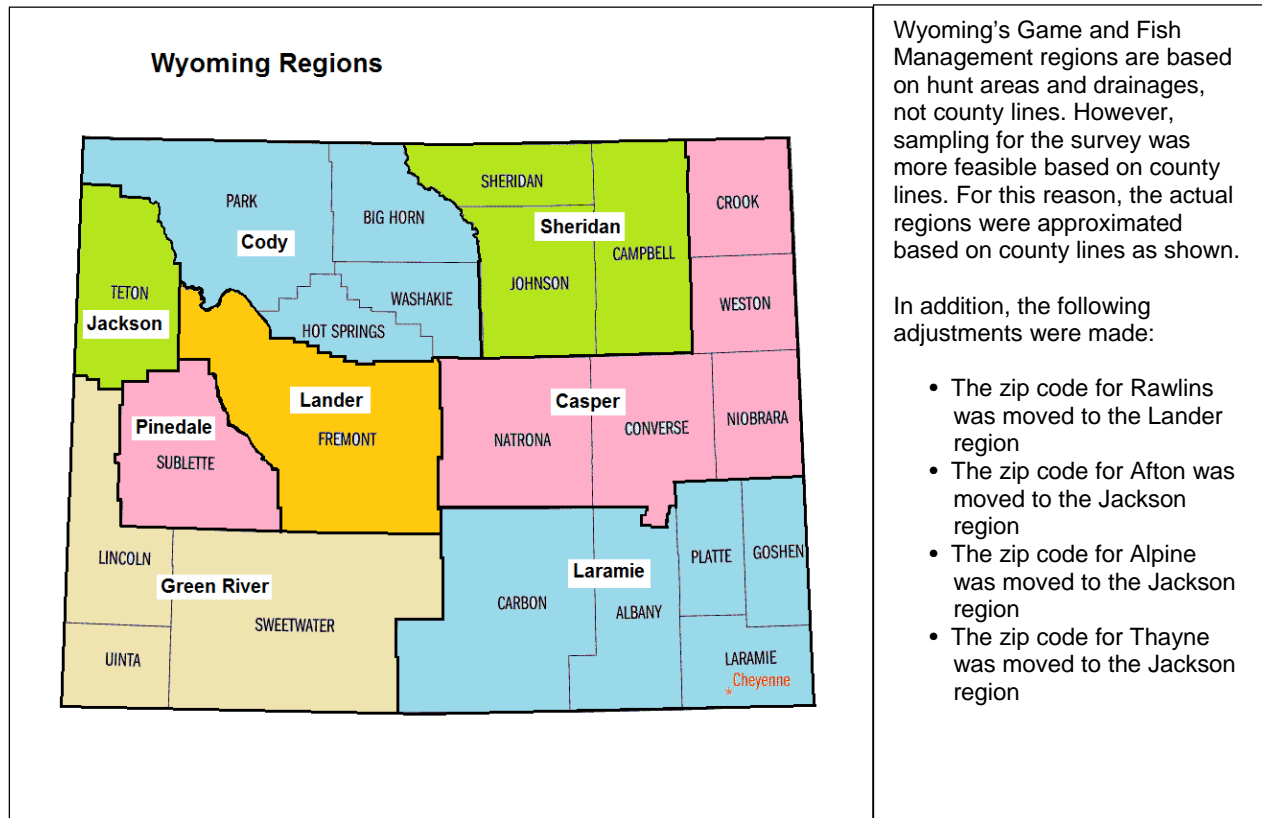 Wyoming Regions
PARK
Cody
BIG HORN
SHERIDAN
Sheridan
CAMPBELL
JOHNSON
CROOK
WESTON
TETON
Jackson
WASHAKIE
HOT SPRINGS
Lander
FREMONT
Pinedale
SUBLETTE
Casper
NATRONA
CONVERSE
NIOBRARA
LINCOLN
Green River
SWEETWATER
UINTA
Laramie
CARBON
ALBANY
PLATTE
GOSHEN
LARAMIE
* Cheyenne
Wyoming's Game and Fish
Management regions are based
on hunt areas and drainages,
not county lines. However,
sampling for the survey was
more feasible based on county
lines. For this reason, the actual
regions were approximated
based on county lines as shown.
In addition, the following
adjustments were made:
• The zip code for Rawlins
was moved to the Lander
region
• The zip code for Afton was
moved to the Jackson
region
• The zip code for Alpine
was moved to the Jackson
region
• The zip code for Thayne
was moved to the Jackson
region